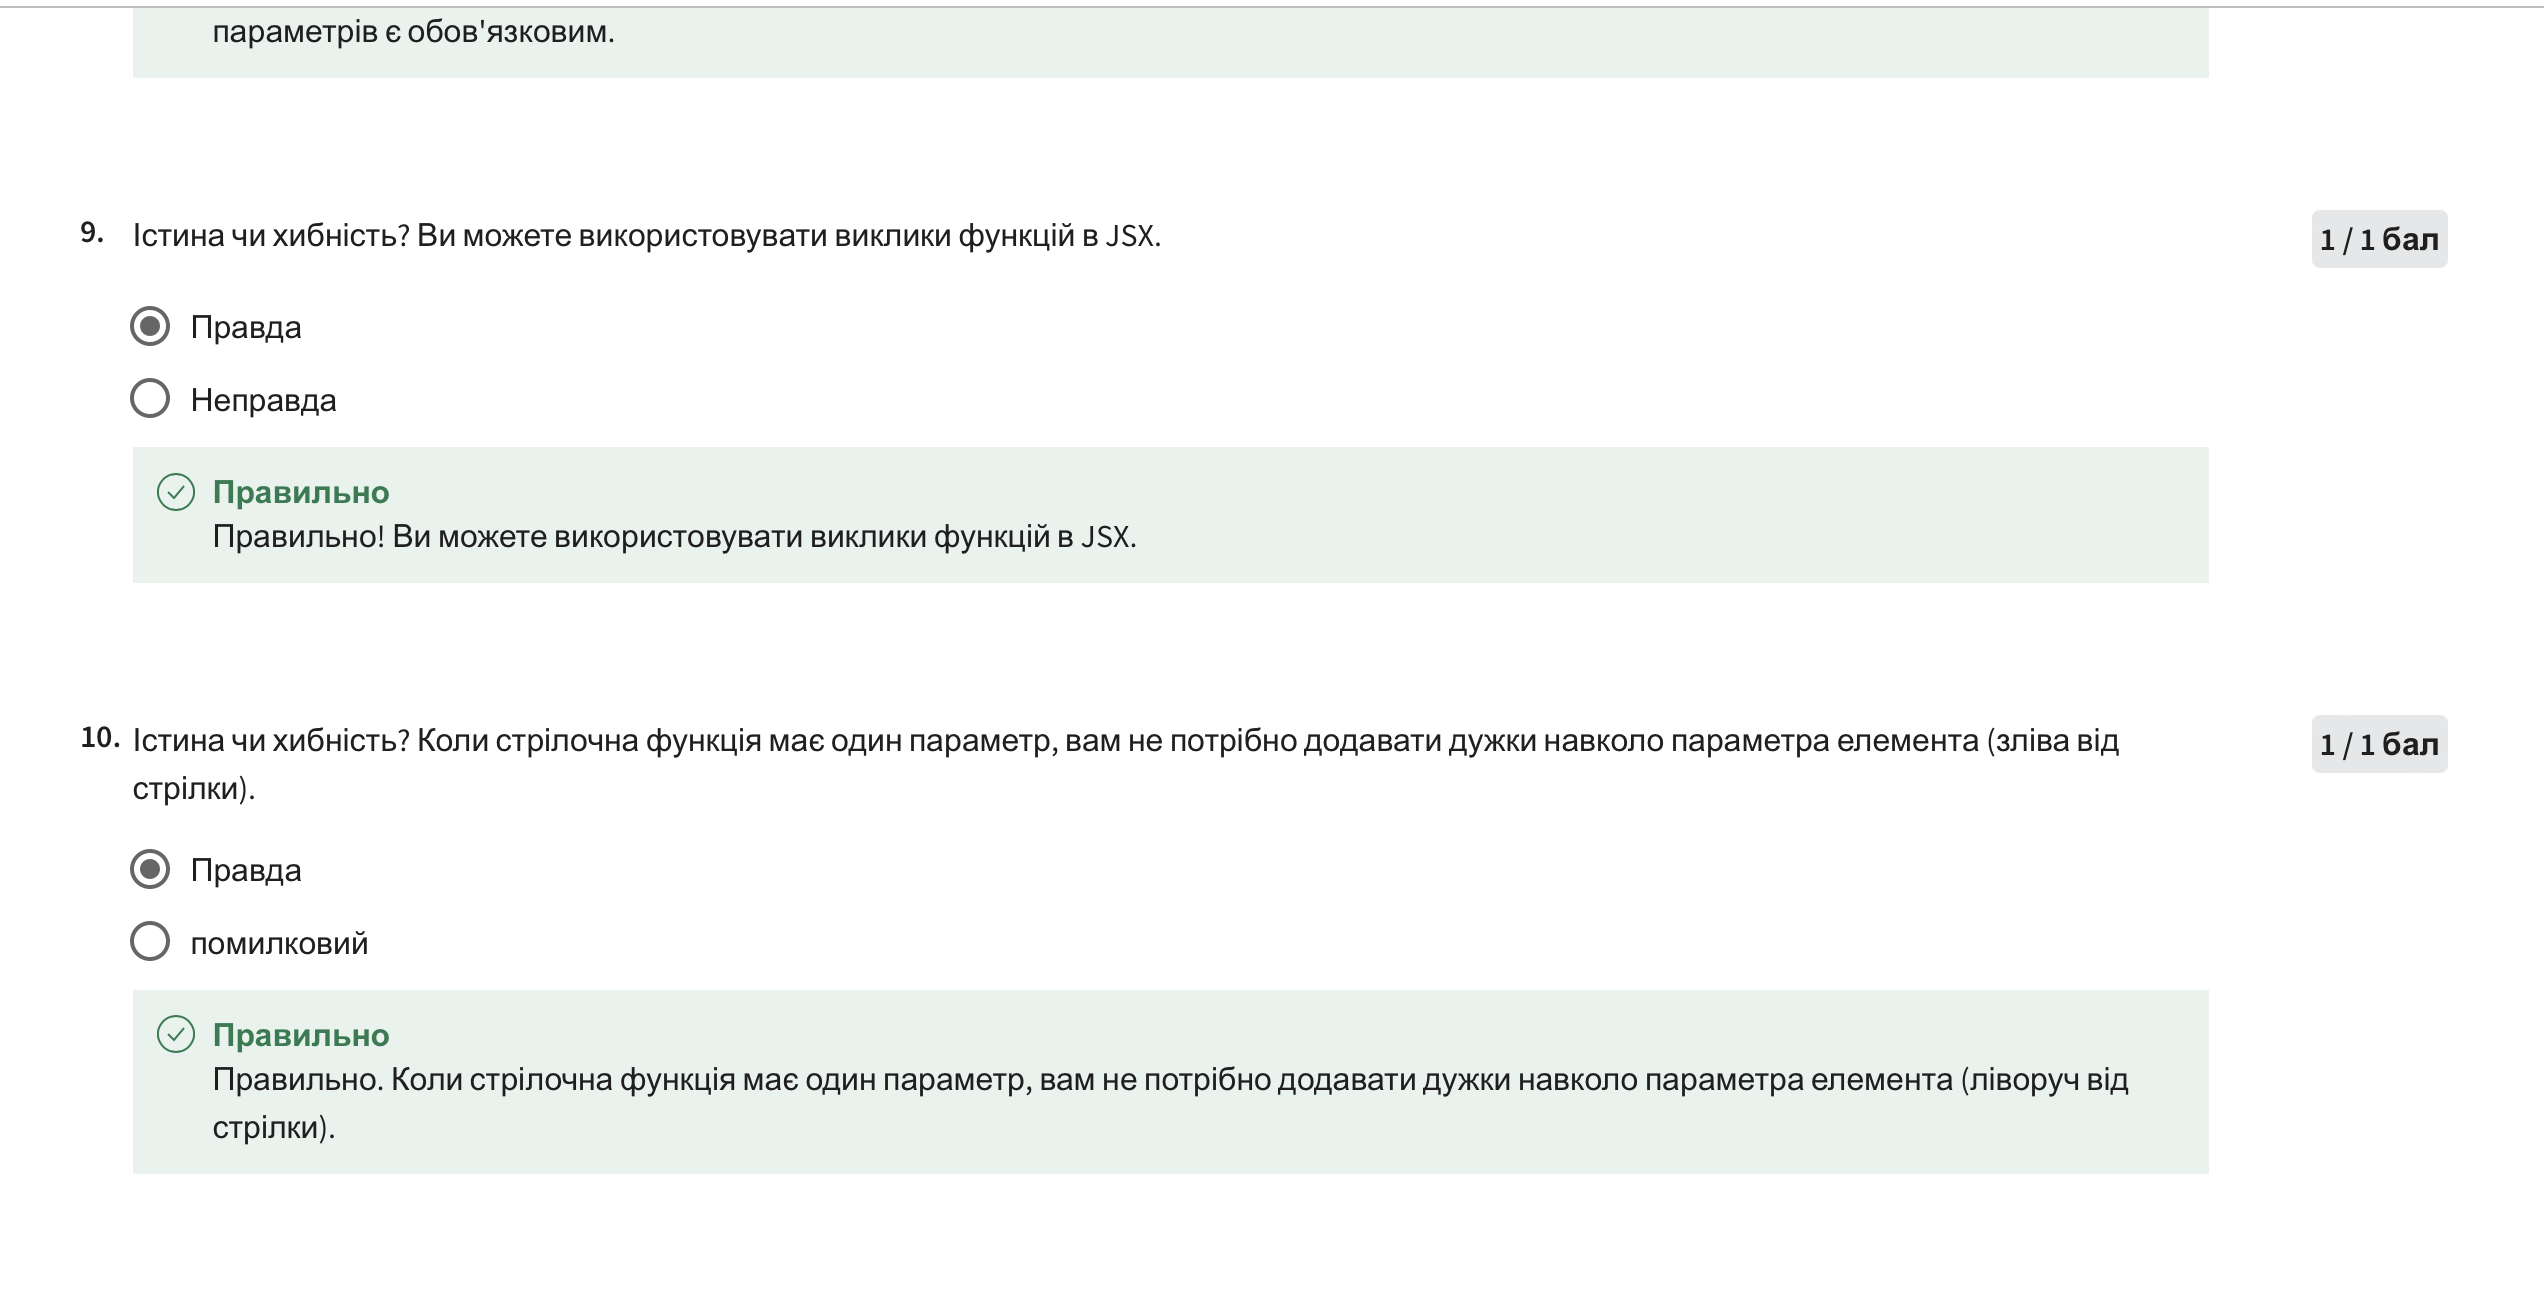 параметрів є обов'язковим.
9. Істина чи хибність? Ви можете використовувати виклики функцій в JSX.
1 / 1 бал
Правда
Неправда
Правильно
Правильно! Ви можете використовувати виклики функцій в JSX.
10. Істина чи хибність? Коли стрілочна функція має один параметр, вам не потрібно додавати дужки навколо параметра елемента (зліва від
стрілки).
1 / 1 бал
Правда
помилковий
Правильно
Правильно. Коли стрілочна функція має один параметр, вам не потрібно додавати дужки навколо параметра елемента (ліворуч від
стрілки).